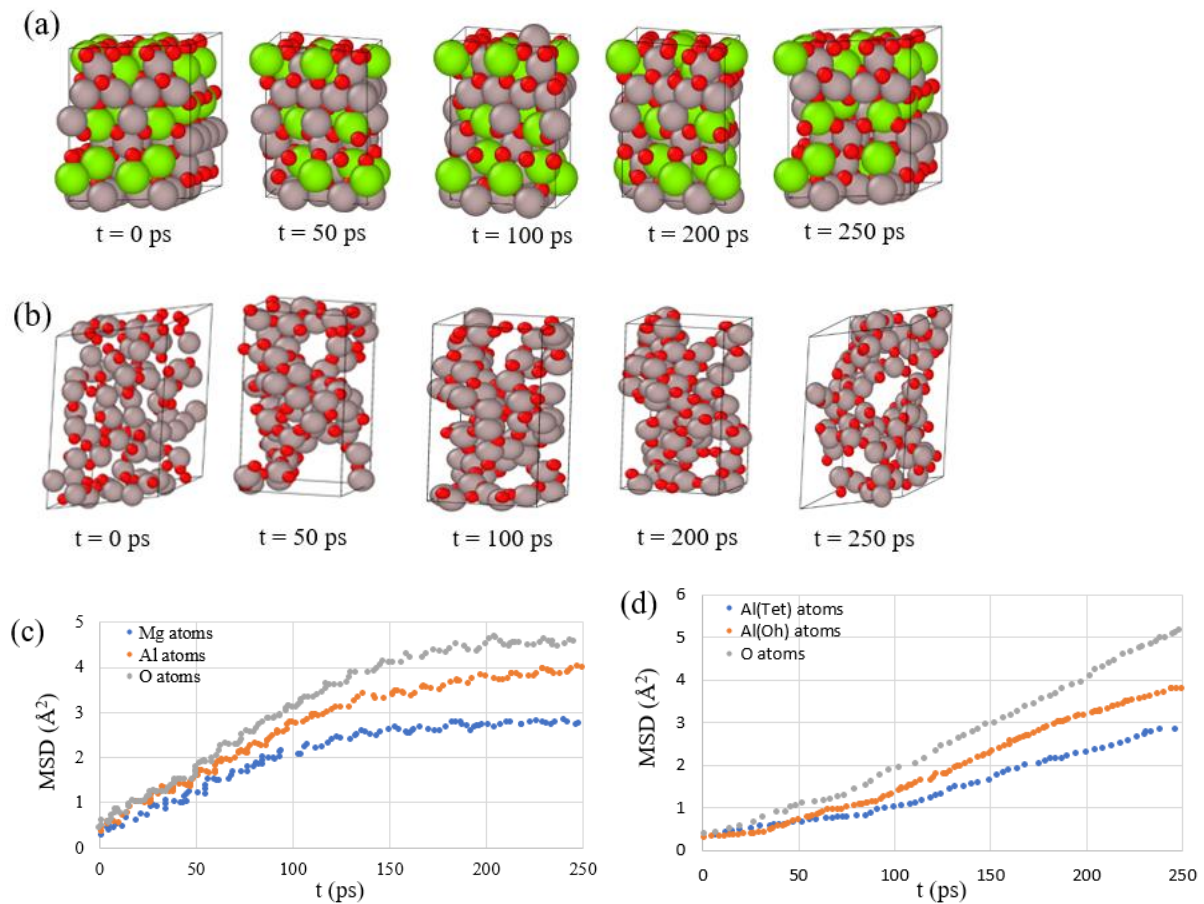 (a)
t = 0 ps
t = 50 ps
t = 100 ps
t = 200 ps
t = 250 ps
(b)
t = 0 ps
t = 50 ps
t = 100 ps
t = 200 ps
t = 250 ps
(c)
Mg atoms
Al atoms
O atoms
MSD (Å²)
5
4
3
2
1
0
0 50 100 150 200 250
t (ps)
(d)
Al(Tet) atoms
Al(Oh) atoms
O atoms
MSD (Å²)
6
5
4
3
2
1
0
0 50 100 150 200 250
t (ps)